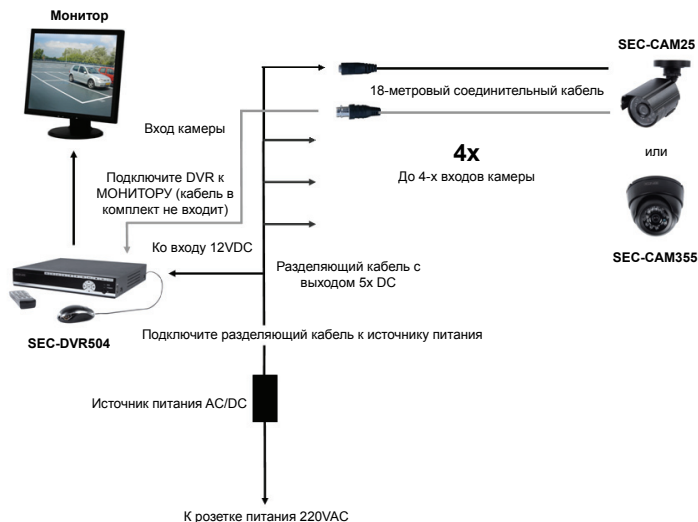 Монитор
SEC-CAM25
18-метровый соединительный кабель
Вход камеры
4x
или
До 4-х входов камеры
Подключите DVR к
МОНИТОРУ (кабель в
комплект не входит)
Ко входу 12VDC
SEC-CAM355
Разделяющий кабель с
выходом 5x DC
SEC-DVR504
Подключите разделяющий кабель к источнику питания
Источник питания AC/DC
К розетке питания 220VAC